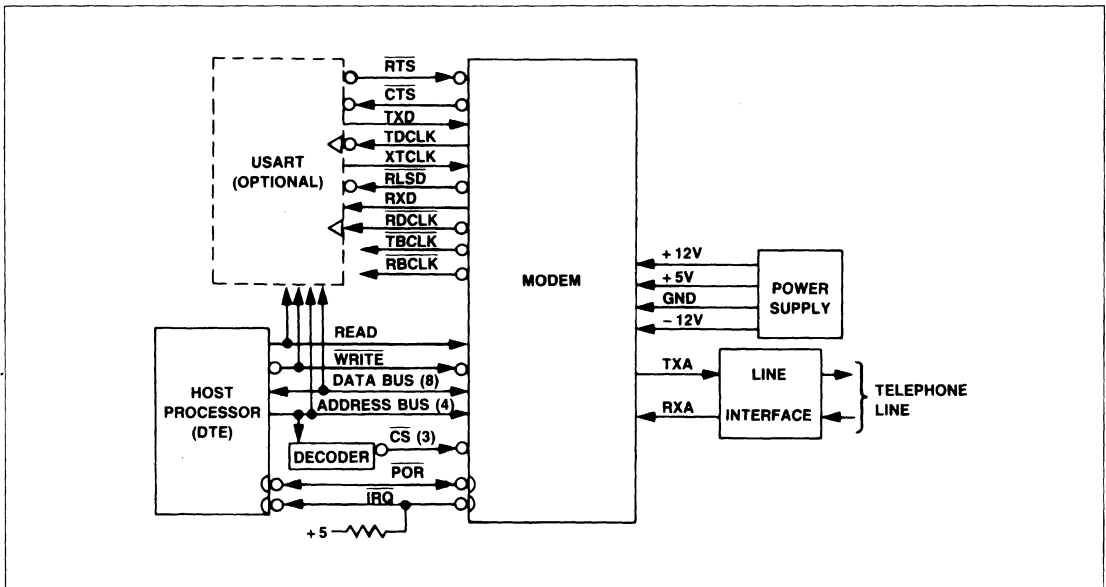 RTS
CTS
TXD
TDCLK
XTCLK
RLSD
RXD
RDCLK
TBCLK
RBCLK
USART
(OPTIONAL)
MODEM
+12V
+5V
GND
-12V
POWER
SUPPLY
READ
WRITE
DATA BUS (8)
ADDRESS BUS (4)
HOST
PROCESSOR
(DTE)
DECODER
CS (3)
POR
IRQ
+5
TXA
RXA
LINE
INTERFACE
TELEPHONE
LINE